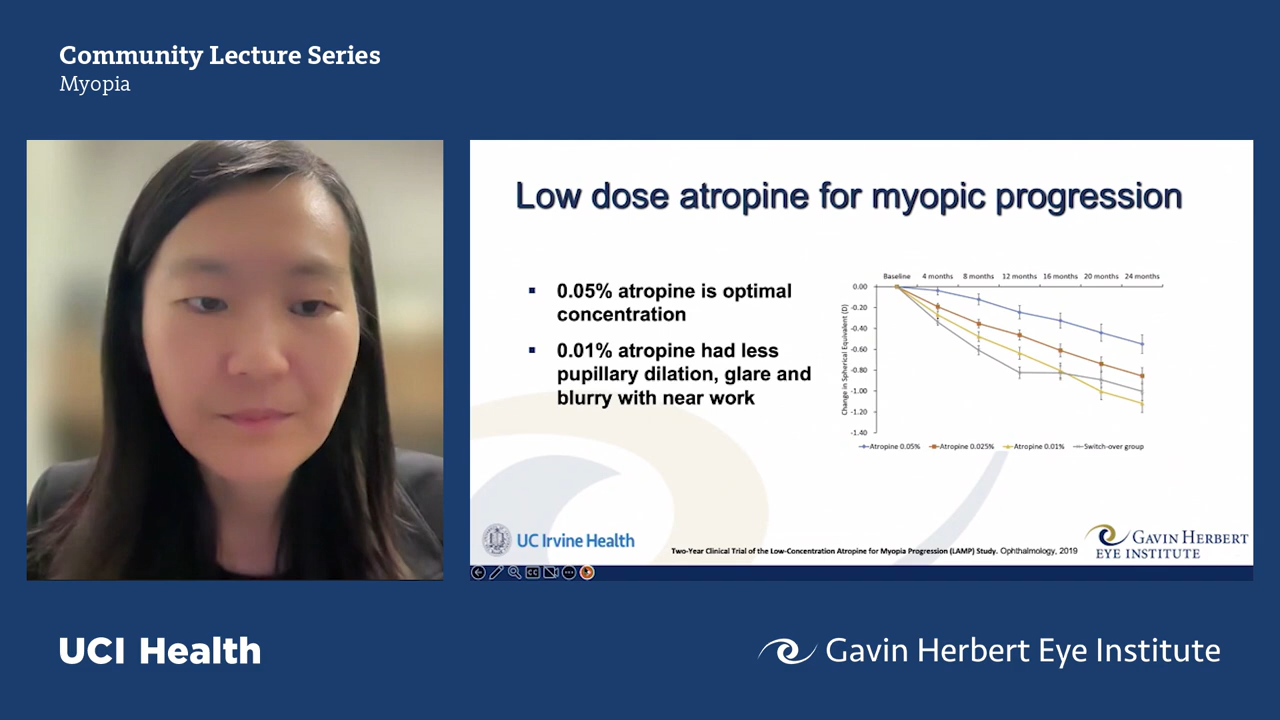 Community Lecture Series
Myopia
Low dose atropine for myopic progression
▪ 0.05% atropine is optimal
concentration
▪ 0.01% atropine had less
pupillary dilation, glare and
blurry with near work
Baseline 4 months 8 months 12 months 16 months 20 months 24 months
Change in Spherical Equivalent (D)
0.00
-0.20
-0.40
-0.60
-0.80
-1.00
-1.20
-1.40
Atropine 0.05% Atropine 0.025% Atropine 0.01% Switch-over group
UC Irvine Health
Two-Year Clinical Trial of the Low-Concentration Atropine for Myopia Progression (LAMP) Study. Ophthalmology, 2019
GAVIN HERBERT
EYE INSTITUTE
CC
UCI Health
Gavin Herbert Eye Institute